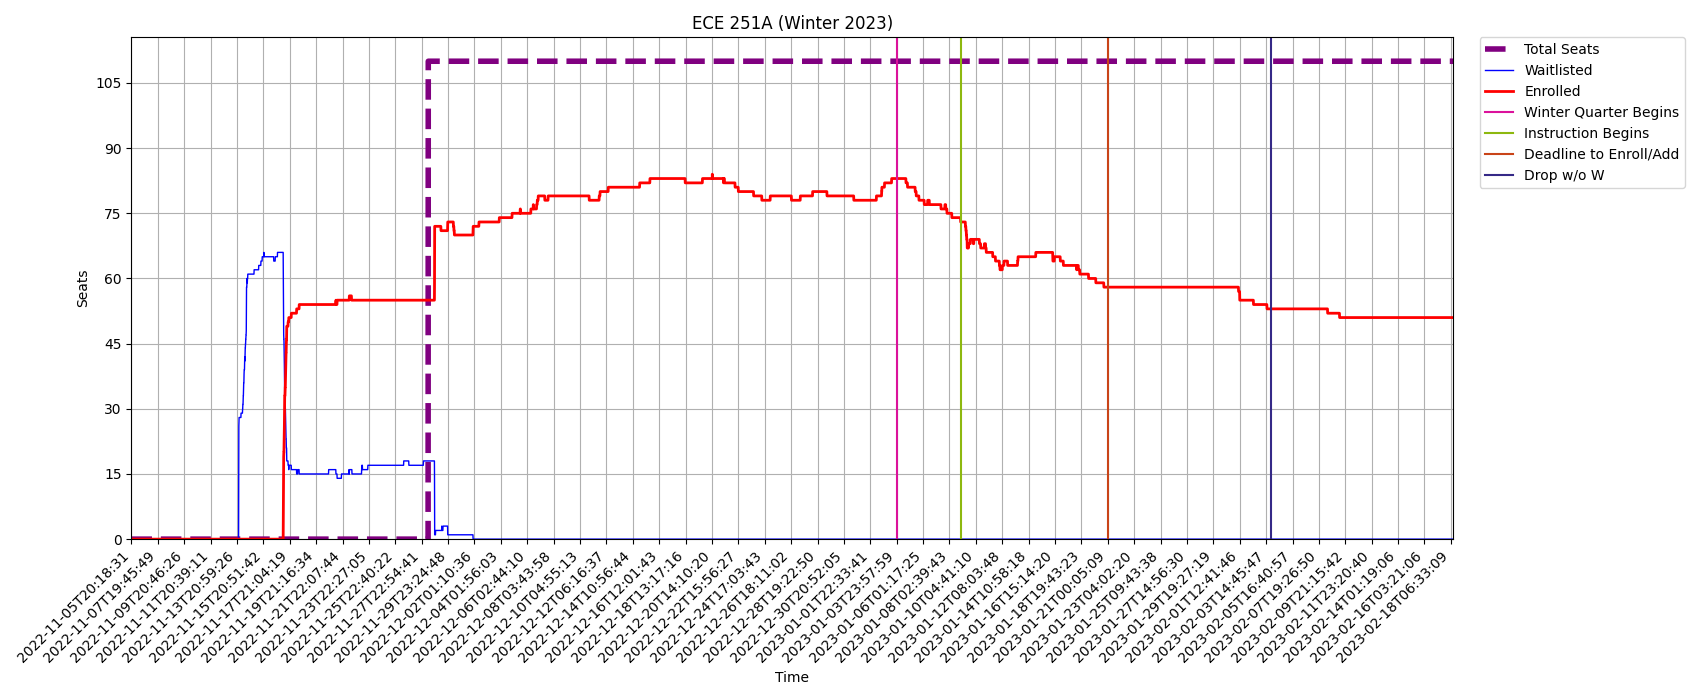 ECE 251A (Winter 2023)
Total Seats
Waitlisted
Enrolled
Winter Quarter Begins
Instruction Begins
Deadline to Enroll/Add
Drop w/o W
Seats
105
90
75
60
45
30
15
0
2022-11-05T20:18:31
2022-11-07T19:45:49
2022-11-09T20:46:26
2022-11-11T20:39:11
2022-11-13T20:59:26
2022-11-15T20:51:42
2022-11-17T21:04:19
2022-11-19T21:16:34
2022-11-21T22:07:44
2022-11-23T22:27:05
2022-11-25T22:40:22
2022-11-27T22:54:41
2022-11-29T23:24:48
2022-12-02T01:10:36
2022-12-04T01:56:03
2022-12-06T02:44:10
2022-12-08T03:43:58
2022-12-10T04:55:13
2022-12-12T06:16:37
2022-12-14T10:56:44
2022-12-16T12:01:43
2022-12-18T13:17:16
2022-12-20T14:10:20
2022-12-22T15:56:27
2022-12-24T17:03:43
2022-12-26T18:11:02
2022-12-28T19:22:50
2022-12-30T20:52:05
2023-01-01T22:33:41
2023-01-03T23:57:59
2023-01-06T01:17:25
2023-01-08T02:39:43
2023-01-10T04:41:10
2023-01-12T08:03:48
2023-01-14T10:58:18
2023-01-16T15:14:20
2023-01-18T19:43:23
2023-01-21T00:05:09
2023-01-23T04:02:20
2023-01-25T09:43:38
2023-01-27T14:56:30
2023-01-29T19:27:19
2023-02-01T12:41:46
2023-02-03T14:45:47
2023-02-05T16:40:57
2023-02-07T19:26:50
2023-02-09T21:15:42
2023-02-11T23:20:40
2023-02-14T01:19:06
2023-02-16T03:21:06
2023-02-18T06:33:09
Time